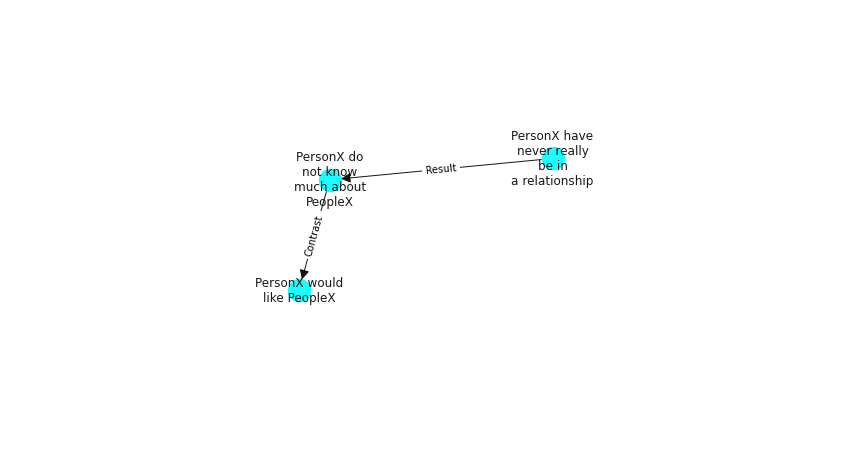 PersonX have
never really
be in
a relationship
Result
PersonX do
not know
much about
PeopleX
Contrast
PersonX would
like PeopleX